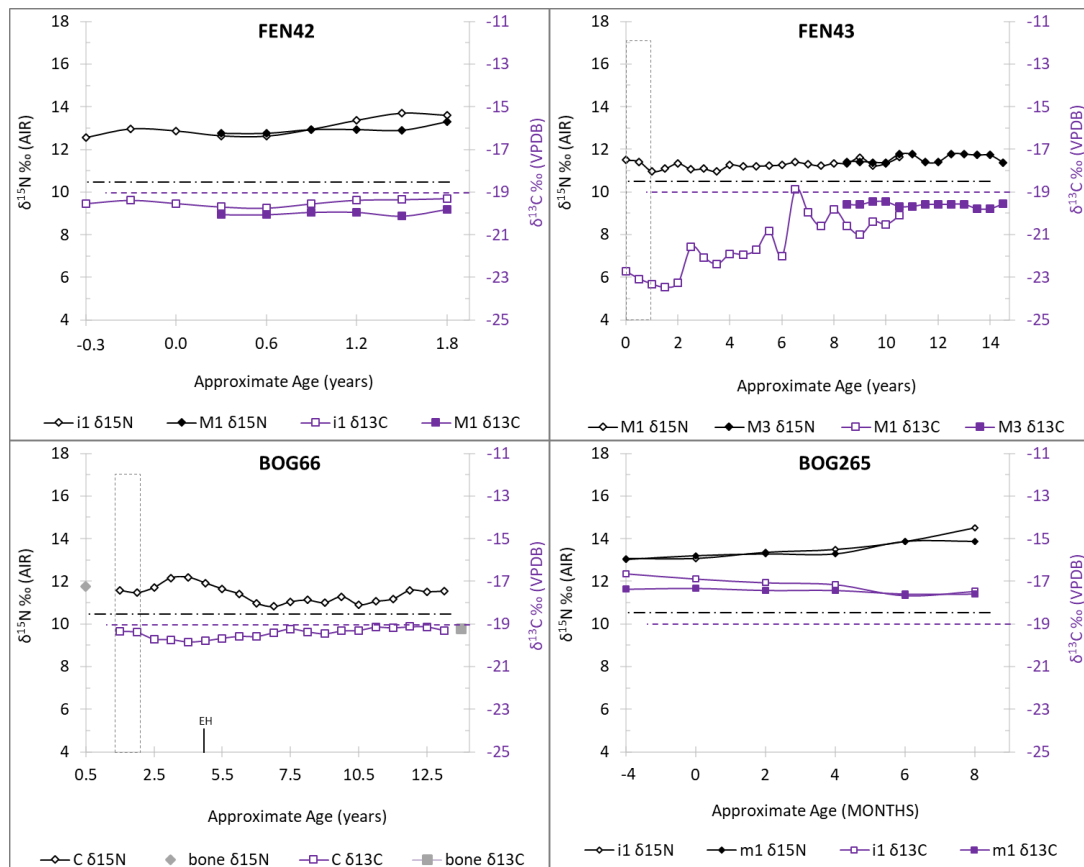 FEN42
18
16
14
12
10
8
6
4
δ¹⁵N ‰ (AIR)
-11
-13
-15
-17
-19
-21
-23
-25
δ¹³C ‰ (VPDB)
-0.3 0.0 0.6 1.2 1.8
Approximate Age (years)
i1 δ15N M1 δ15N i1 δ13C M1 δ13C
FEN43
18
16
14
12
10
8
6
4
δ¹⁵N ‰ (AIR)
-11
-13
-15
-17
-19
-21
-23
-25
δ¹³C ‰ (VPDB)
0 2 4 6 8 10 12 14
Approximate Age (years)
M1 δ15N M3 δ15N M1 δ13C M3 δ13C
BOG66
18
16
14
12
10
8
6
4
δ¹⁵N ‰ (AIR)
-11
-13
-15
-17
-19
-21
-23
-25
δ¹³C ‰ (VPDB)
EH
0.5 2.5 5.5 7.5 10.5 12.5
Approximate Age (years)
C δ15N bone δ15N C δ13C bone δ13C
BOG265
18
16
14
12
10
8
6
4
δ¹⁵N ‰ (AIR)
-11
-13
-15
-17
-19
-21
-23
-25
δ¹³C ‰ (VPDB)
-4 0 2 4 6 8
Approximate Age (MONTHS)
i1 δ15N m1 δ15N i1 δ13C m1 δ13C